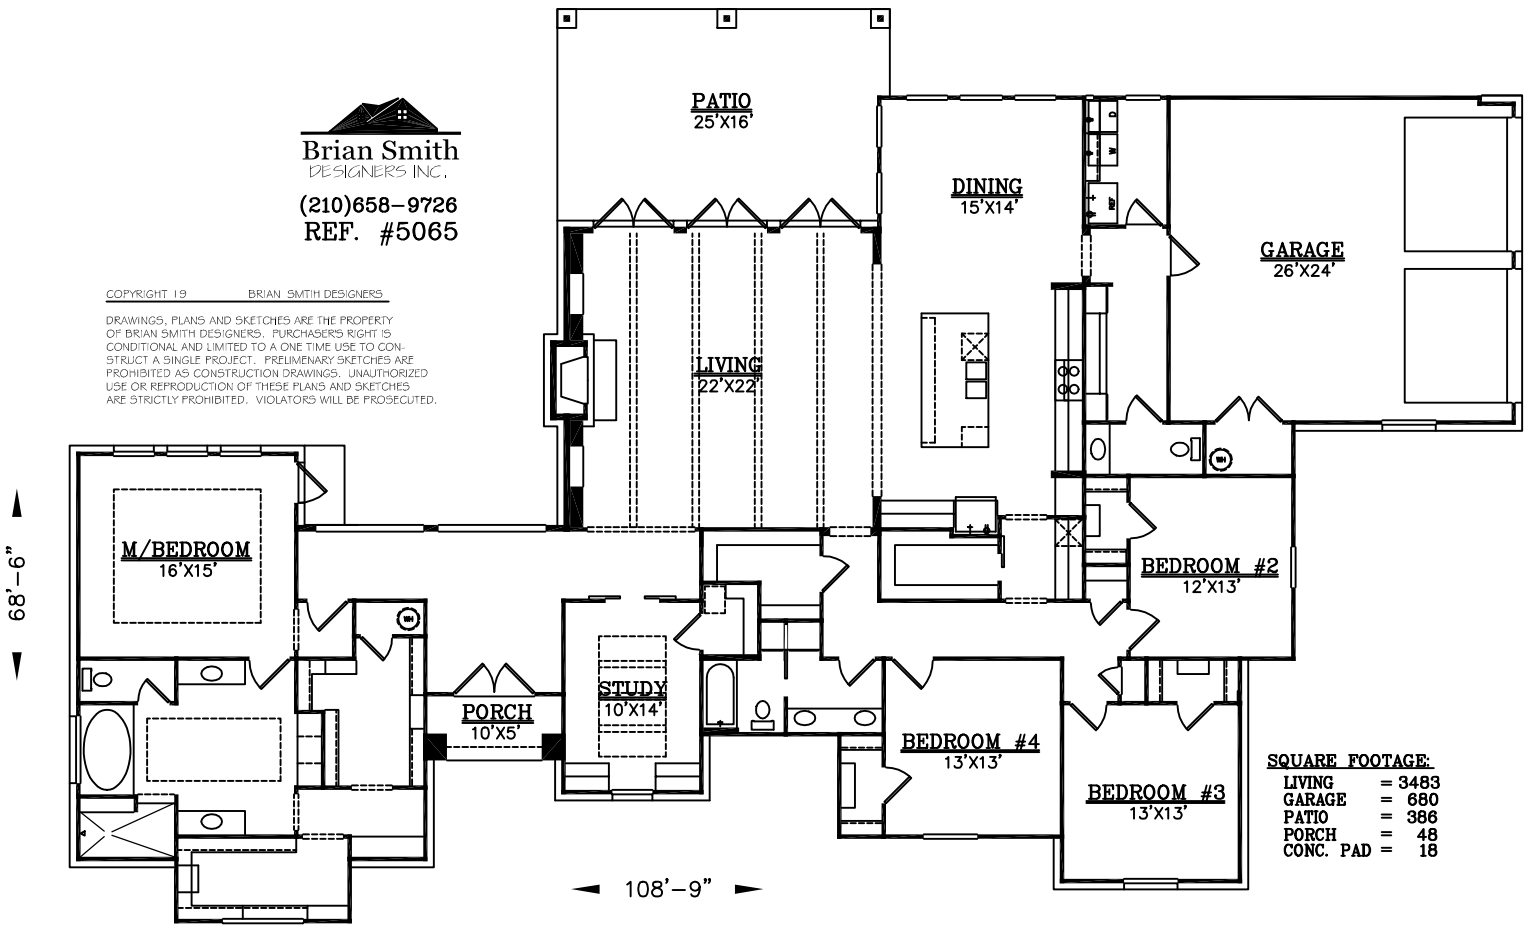 PATIO
25'X16'
Brian Smith
DESIGNERS INC.
(210)658-9726
REF. #5065
D
W
REF
DINING
15'X14'
GARAGE
26'X24'
COPYRIGHT 19 BRIAN SMTIH DESIGNERS
DRAWINGS, PLANS AND SKETCHES ARE THE PROPERTY
OF BRIAN SMITH DESIGNERS. PURCHASER'S RIGHT IS
CONDITIONAL AND LIMITED TO A ONE TIME USE TO CON-
STRUCT A SINGLE PROJECT. PRELIMENARY SKETCHES ARE
PROHIBITED AS CONSTRUCTION DRAWINGS. UNAUTHORIZED
USE OR REPRODUCTION OF THESE PLANS AND SKETCHES
ARE STRICTLY PROHIBITED. VIOLATORS WILL BE PROSECUTED.
LIVING
22'X22'
WH
M/BEDROOM
16'X15'
68'-6"
BEDROOM #2
12'X13'
WH
STUDY
10'X14'
PORCH
10'X5'
BEDROOM #4
13'X13'
BEDROOM #3
13'X13'
SQUARE FOOTAGE:
LIVING = 3483
GARAGE = 680
PATIO = 386
PORCH = 48
CONC. PAD = 18
108'-9"